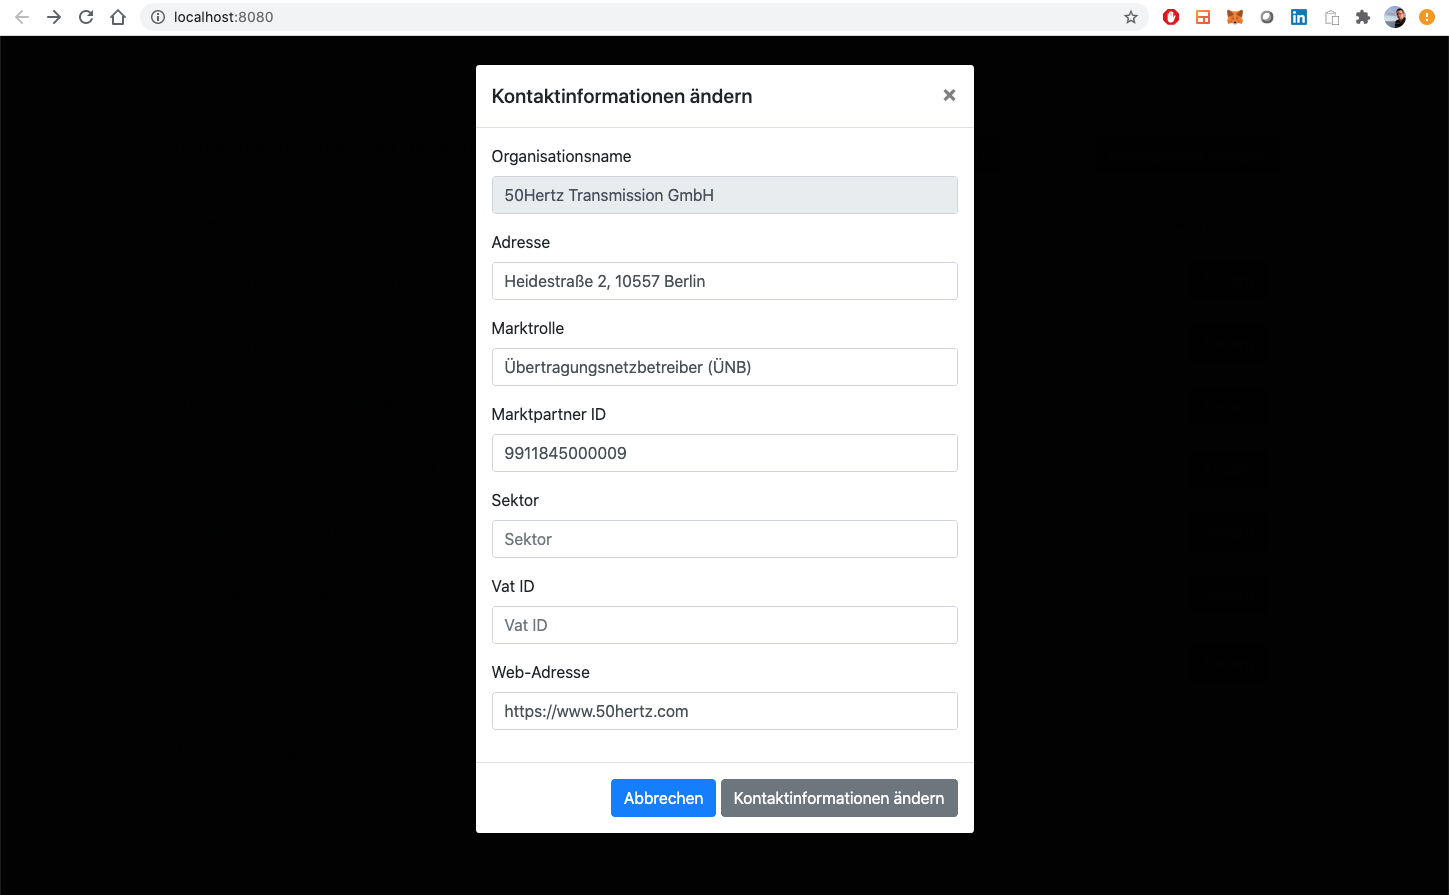 localhost:8080
Kontaktinformationen ändern
×
Organisationsname
50Hertz Transmission GmbH
Adresse
Heidestraße 2, 10557 Berlin
Marktrolle
Übertragungsnetzbetreiber (ÜNB)
Marktpartner ID
9911845000009
Sektor
Sektor
Vat ID
Vat ID
Web-Adresse
https://www.50hertz.com
Abbrechen Kontaktinformationen ändern